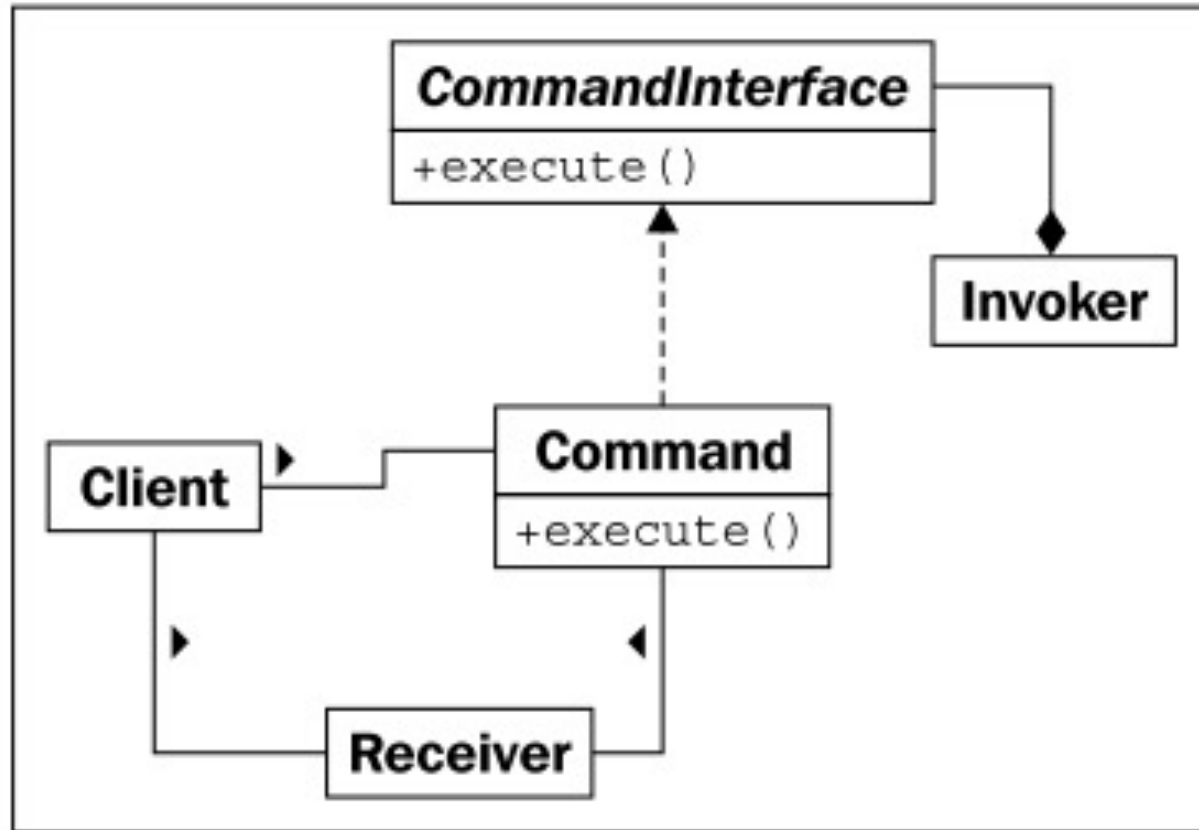 CommandInterface
+execute()
Invoker
Command
Client
+execute()
Receiver